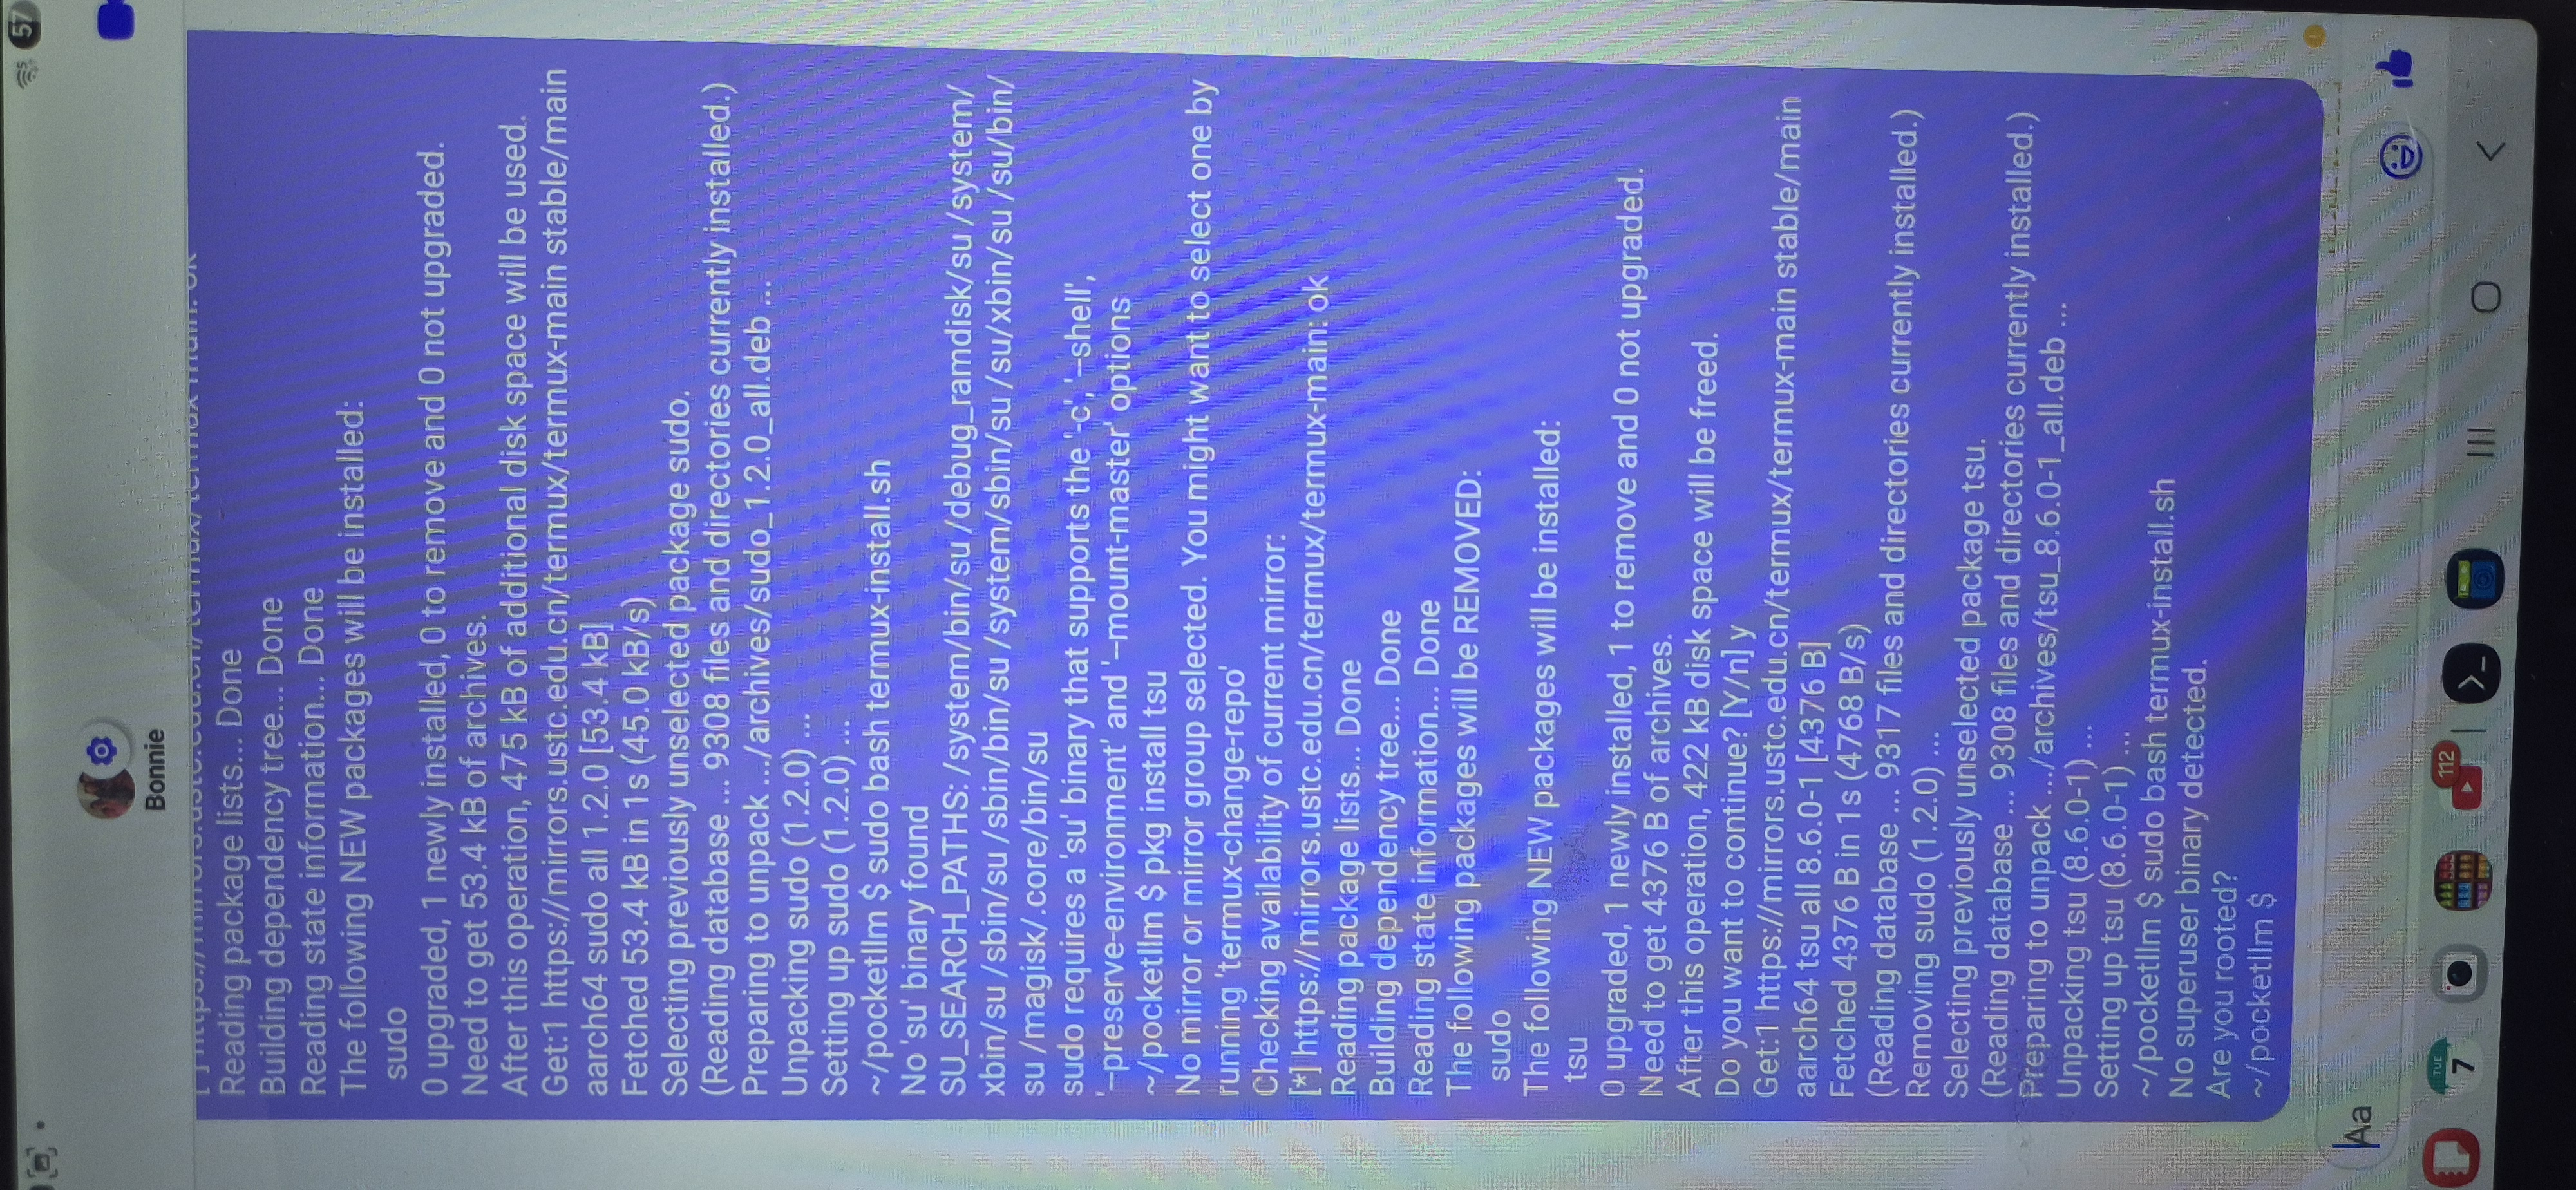 57
Bonnie
[*] https://mirrors.ustc.edu.cn/termux/termux-main: ok
Reading package lists... Done
Building dependency tree... Done
Reading state information... Done
The following NEW packages will be installed:
sudo
0 upgraded, 1 newly installed, 0 to remove and 0 not upgraded.
Need to get 53.4 kB of archives.
After this operation, 475 kB of additional disk space will be used.
Get:1 https://mirrors.ustc.edu.cn/termux/termux-main stable/main
aarch64 sudo all 1.2.0 [53.4 kB]
Fetched 53.4 kB in 1s (45.0 kB/s)
Selecting previously unselected package sudo.
(Reading database ... 9308 files and directories currently installed.)
Preparing to unpack .../archives/sudo_1.2.0_all.deb ...
Unpacking sudo (1.2.0) ...
Setting up sudo (1.2.0) ...
~/pocketllm $ sudo bash termux-install.sh
No 'su' binary found
SU_SEARCH_PATHS: /system/bin/su /debug_ramdisk/su /system/
xbin/su /sbin/su /sbin/bin/su /system/sbin/su /su/xbin/su /su/bin/
su /magisk/.core/bin/su
sudo requires a 'su' binary that supports the '-c', '--shell',
'--preserve-environment' and '--mount-master' options
~/pocketllm $ pkg install tsu
No mirror or mirror group selected. You might want to select one by
running 'termux-change-repo'
Checking availability of current mirror:
[*] https://mirrors.ustc.edu.cn/termux/termux-main: ok
Reading package lists... Done
Building dependency tree... Done
Reading state information... Done
The following packages will be REMOVED:
sudo
The following NEW packages will be installed:
tsu
0 upgraded, 1 newly installed, 1 to remove and 0 not upgraded.
Need to get 4376 B of archives.
After this operation, 422 kB disk space will be freed.
Do you want to continue? [Y/n] y
Get:1 https://mirrors.ustc.edu.cn/termux/termux-main stable/main
aarch64 tsu all 8.6.0-1 [4376 B]
Fetched 4376 B in 1s (4768 B/s)
(Reading database ... 9317 files and directories currently installed.)
Removing sudo (1.2.0) ...
Selecting previously unselected package tsu.
(Reading database ... 9308 files and directories currently installed.)
Preparing to unpack .../archives/tsu_8.6.0-1_all.deb ...
Unpacking tsu (8.6.0-1) ...
Setting up tsu (8.6.0-1) ...
~/pocketllm $ sudo bash termux-install.sh
No superuser binary detected.
Are you rooted?
~/pocketllm $
Aa
TUE
7
112